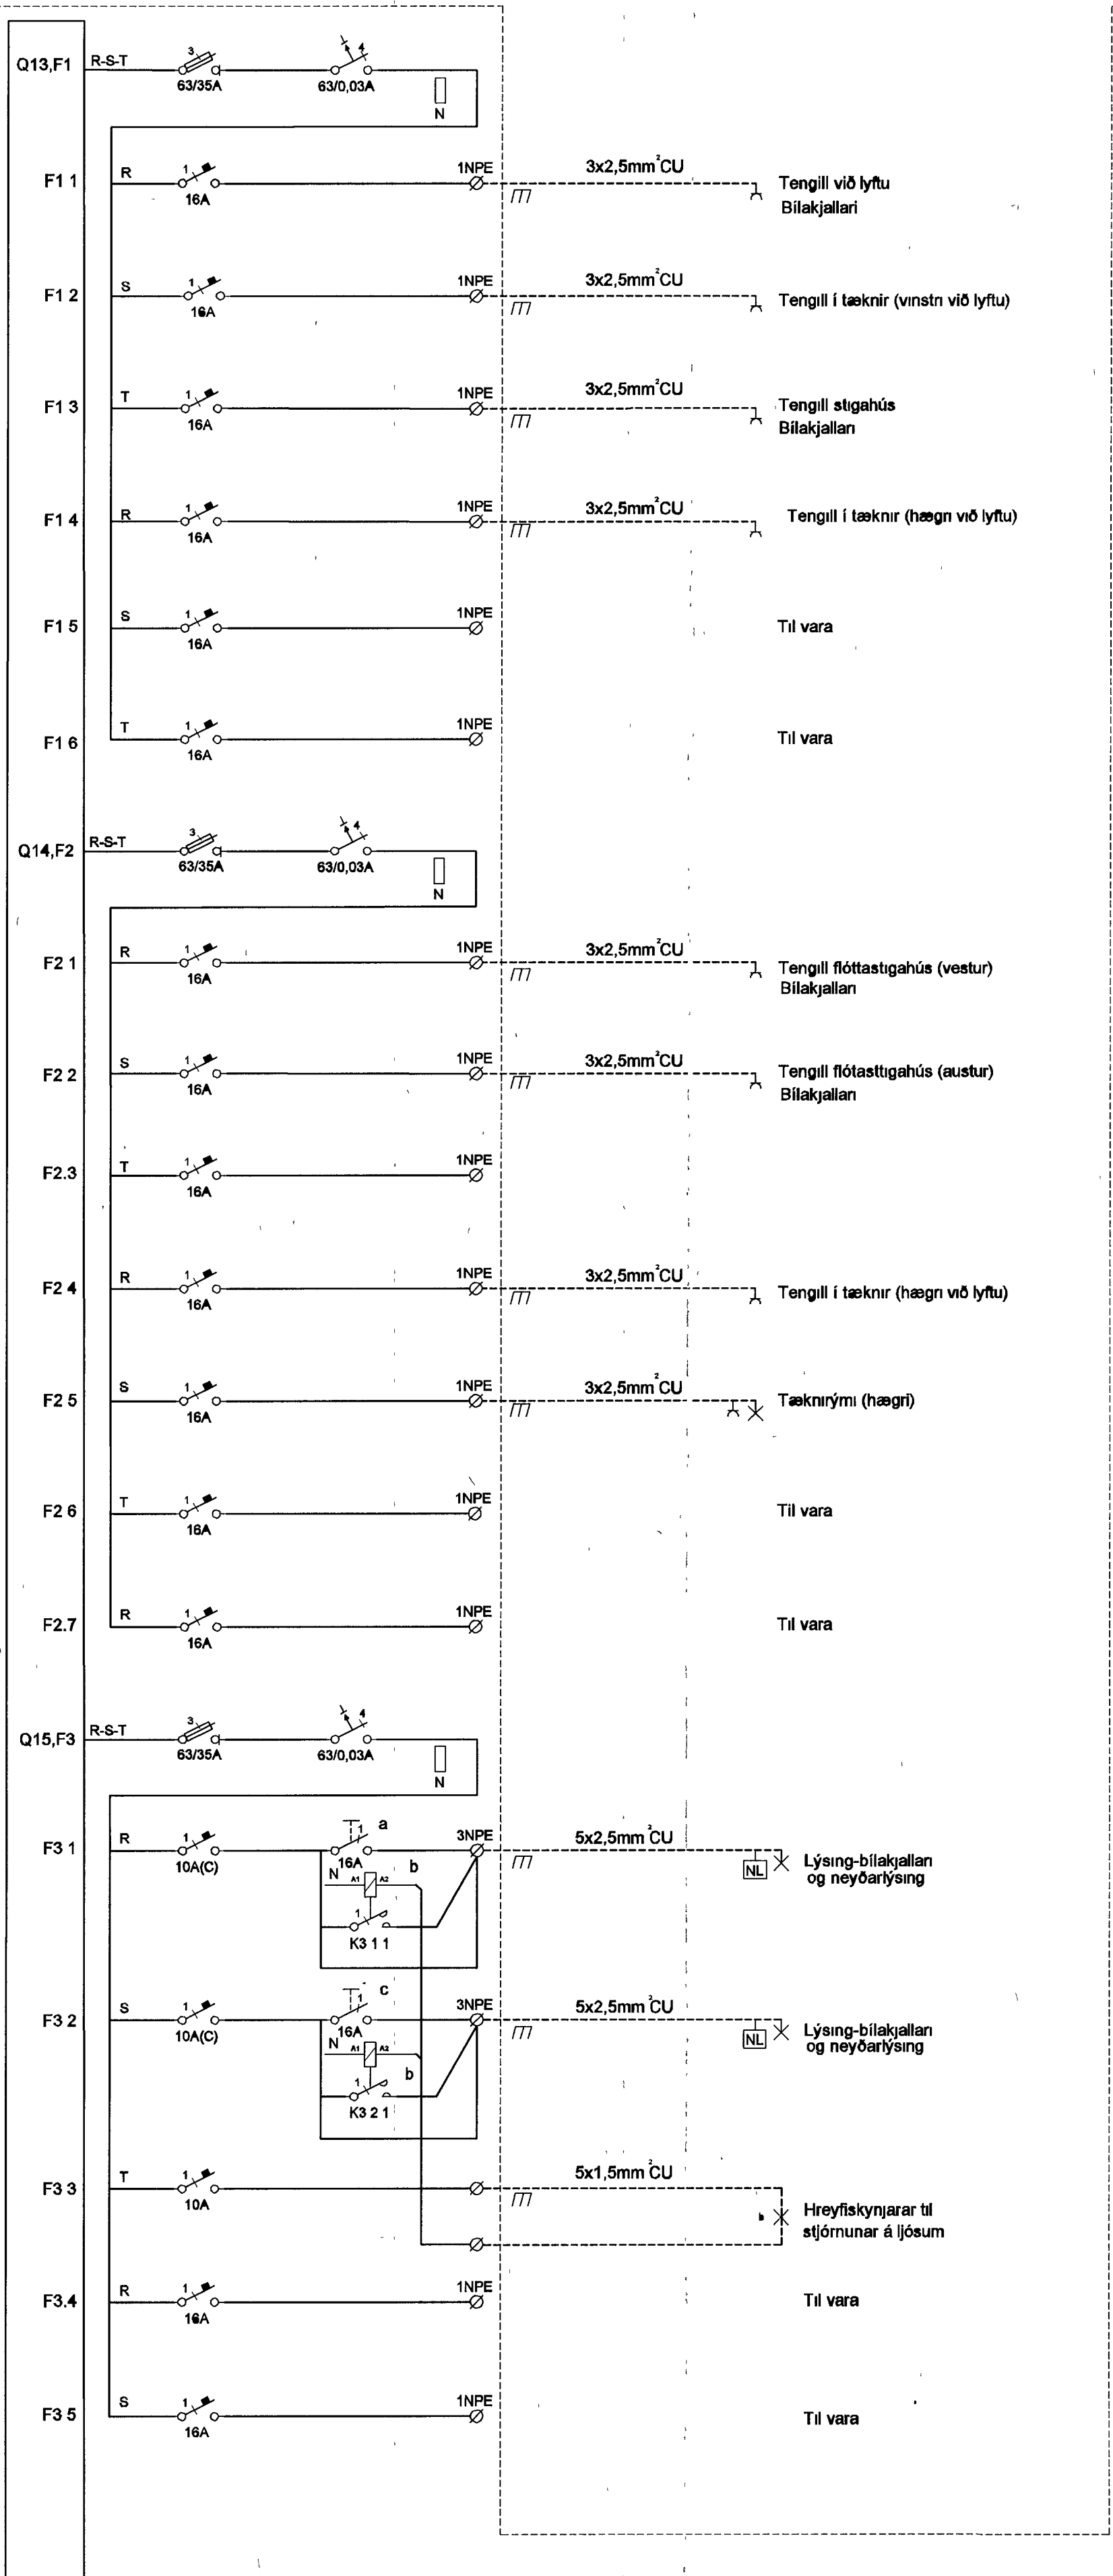 Q13,F1 R-S-T 3 63/35A 4 63/0,03A N
F1 1 R 1 16A 1NPE 3x2,5mm²CU Tengill við lyftu
Bílakjallari
F1 2 S 1 16A 1NPE 3x2,5mm²CU Tengill í tæknir (vinstri við lyftu)
F1 3 T 1 16A 1NPE 3x2,5mm²CU Tengill stigahús
Bílakjallari
F1 4 R 1 16A 1NPE 3x2,5mm²CU Tengill í tæknir (hægri við lyftu)
F1 5 S 1 16A 1NPE Til vara
F1 6 T 1 16A 1NPE Til vara
Q14,F2 R-S-T 3 63/35A 4 63/0,03A N
F2 1 R 1 16A 1NPE 3x2,5mm²CU Tengill flóttastigahús (vestur)
Bílakjallari
F2 2 S 1 16A 1NPE 3x2,5mm²CU Tengill flótasttigahús (austur)
Bílakjallari
F2.3 T 1 16A 1NPE
F2 4 R 1 16A 1NPE 3x2,5mm²CU Tengill í tæknir (hægri við lyftu)
F2 5 S 1 16A 1NPE 3x2,5mm²CU Tæknirými (hægri)
F2 6 T 1 16A 1NPE Til vara
F2.7 R 1 16A 1NPE Til vara
Q15,F3 R-S-T 3 63/35A 4 63/0,03A N
F3 1 R 1 10A(C) 1 a 16A 3NPE 5x2,5mm²CU NL Lýsing-bílakjallari
og neyðarlýsing
N A1 A2 b
1 K3 1 1
F3 2 S 1 10A(C) 1 c 16A 3NPE 5x2,5mm²CU NL Lýsing-bílakjallari
og neyðarlýsing
N A1 A2 b
1 K3 2 1
F3 3 T 1 10A 5x1,5mm²CU b Hreyfiskynjarar til
stjórnunar á ljósum
F3.4 R 1 16A 1NPE Til vara
F3 5 S 1 16A 1NPE Til vara